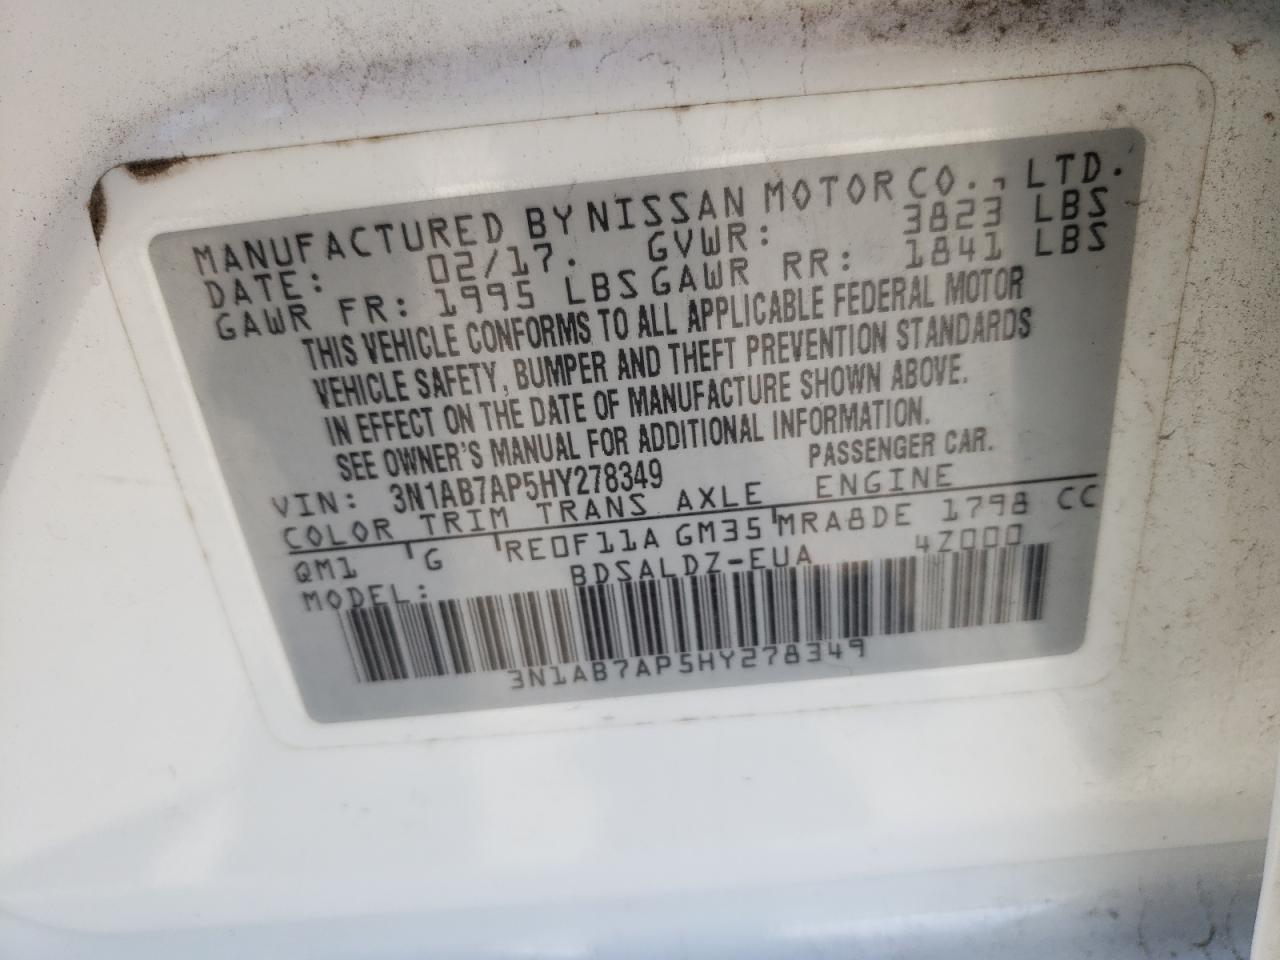 MANUFACTURED BY NISSAN MOTOR CO., LTD.
DATE: 02/17. GVWR: 3823 LBS
GAWR FR: 1995 LBS GAWR RR: 1841 LBS
THIS VEHICLE CONFORMS TO ALL APPLICABLE FEDERAL MOTOR
VEHICLE SAFETY, BUMPER AND THEFT PREVENTION STANDARDS
IN EFFECT ON THE DATE OF MANUFACTURE SHOWN ABOVE.
SEE OWNER'S MANUAL FOR ADDITIONAL INFORMATION.
VIN: 3N1AB7AP5HY278349 PASSENGER CAR.
COLOR TRIM TRANS AXLE ENGINE
QM1 G RE0F11A GM35 MRA8DE 1798 CC
MODEL: BDSALDZ-EUA 4Z000
3N1AB7AP5HY278349